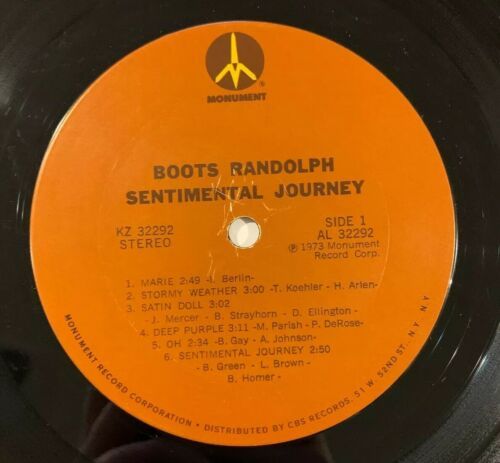 ®
MONUMENT
BOOTS RANDOLPH
SENTIMENTAL JOURNEY
KZ 32292
STEREO
SIDE 1
AL 32292
Ⓟ 1973 Monument
Record Corp.
1. MARIE 2:49 -I. Berlin-
2. STORMY WEATHER 3:00 -T. Koehler - H. Arlen-
3. SATIN DOLL 3:02
-J. Mercer - B. Strayhorn - D. Ellington -
4. DEEP PURPLE 3:11 -M. Parish - P. DeRose-
5. OH 2:34 -B. Gay - A. Johnson -
6. SENTIMENTAL JOURNEY 2:50
-B. Green - L. Brown -
B. Homer -
MONUMENT RECORD CORPORATION • DISTRIBUTED BY CBS RECORDS, 51 W. 52ND ST., N.Y., N.Y.